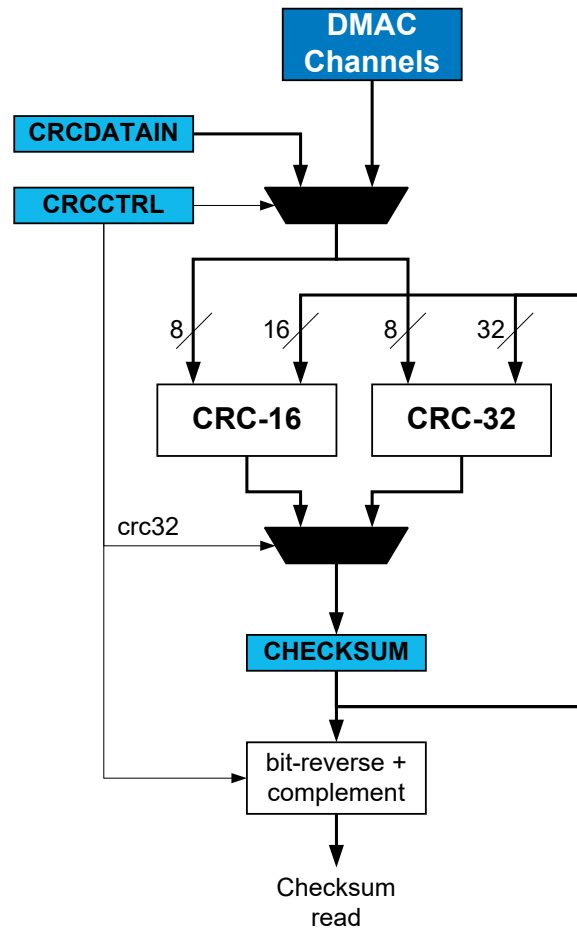 DMAC
Channels
CRCDATAIN
CRCCTRL
8
16
8
32
CRC-16
CRC-32
crc32
CHECKSUM
bit-reverse +
complement
Checksum
read